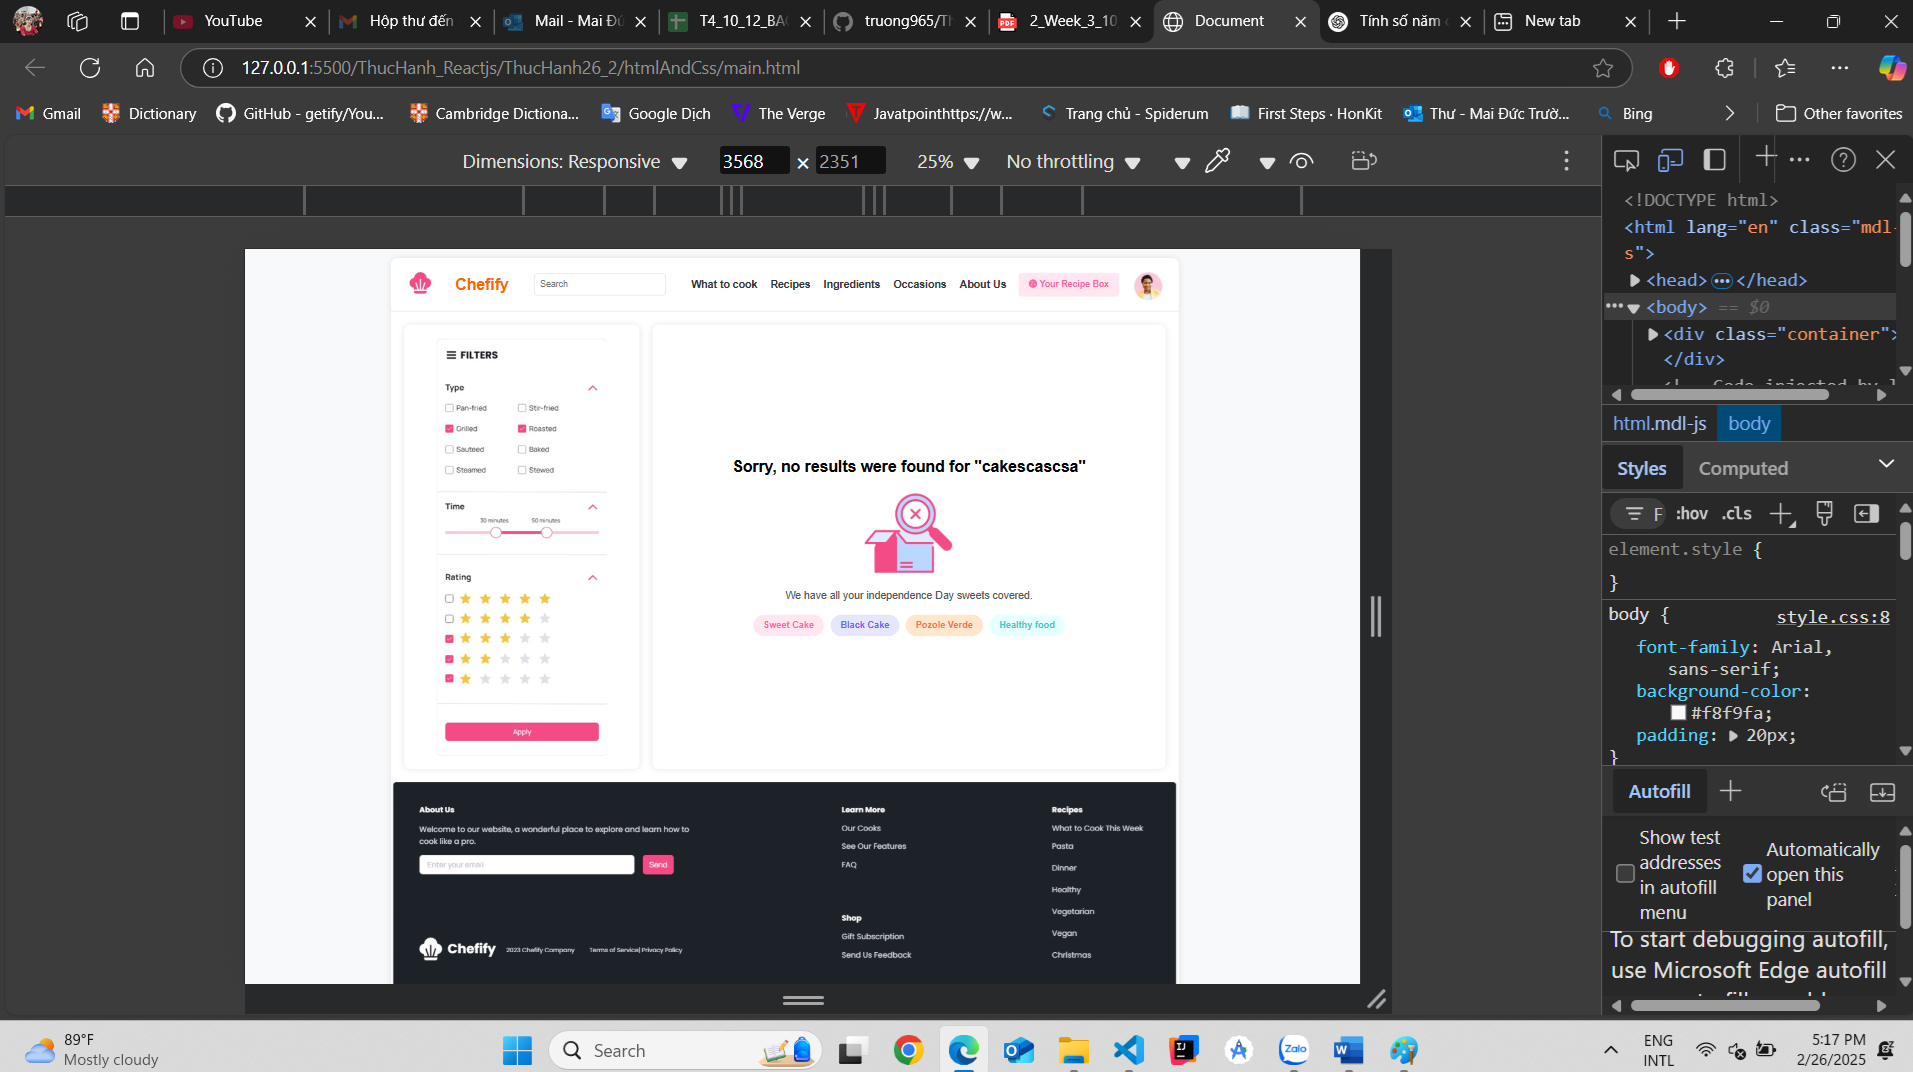 YouTube
Hộp thư đến
Mail - Mai Đứ
T4_10_12_BA
truong965/Th
2_Week_3_10
Document
Tính số năm
New tab
127.0.0.1:5500/ThucHanh_Reactjs/ThucHanh26_2/htmlAndCss/main.html
Gmail
Dictionary
GitHub - getify/You...
Cambridge Dictiona...
Google Dịch
The Verge
Javatpointhttps://w...
Trang chủ - Spiderum
First Steps · HonKit
Thư - Mai Đức Trườ...
Bing
Other favorites
Dimensions: Responsive
3568 × 2351
25%
No throttling
Chefify
Search
What to cook
Recipes
Ingredients
Occasions
About Us
Your Recipe Box
FILTERS
Type
Pan-fried
Stir-fried
Grilled
Roasted
Sauteed
Baked
Steamed
Stewed
Time
30 minutes
50 minutes
Rating
Apply
Sorry, no results were found for "cakescascsa"
We have all your independence Day sweets covered.
Sweet Cake
Black Cake
Pozole Verde
Healthy food
About Us
Welcome to our website, a wonderful place to explore and learn how to
cook like a pro.
Enter your email
Send
Chefify
2023 Chefify Company
Terms of Service| Privacy Policy
Learn More
Our Cooks
See Our Features
FAQ
Shop
Gift Subscription
Send Us Feedback
Recipes
What to Cook This Week
Pasta
Dinner
Healthy
Vegetarian
Vegan
Christmas
<!DOCTYPE html>
<html lang="en" class="mdl-
s">
<head>
</head>
<body> == $0
<div class="container">
</div>
html.mdl-js
body
Styles
Computed
F
:hov
.cls
element.style {
}
body {
style.css:8
font-family: Arial,
sans-serif;
background-color:
#f8f9fa;
padding: 20px;
}
Autofill
Show test
addresses
in autofill
menu
Automatically
open this
panel
To start debugging autofill,
use Microsoft Edge autofill
89°F
Mostly cloudy
Search
IJ
Zalo
W
ENG
INTL
5:17 PM
2/26/2025